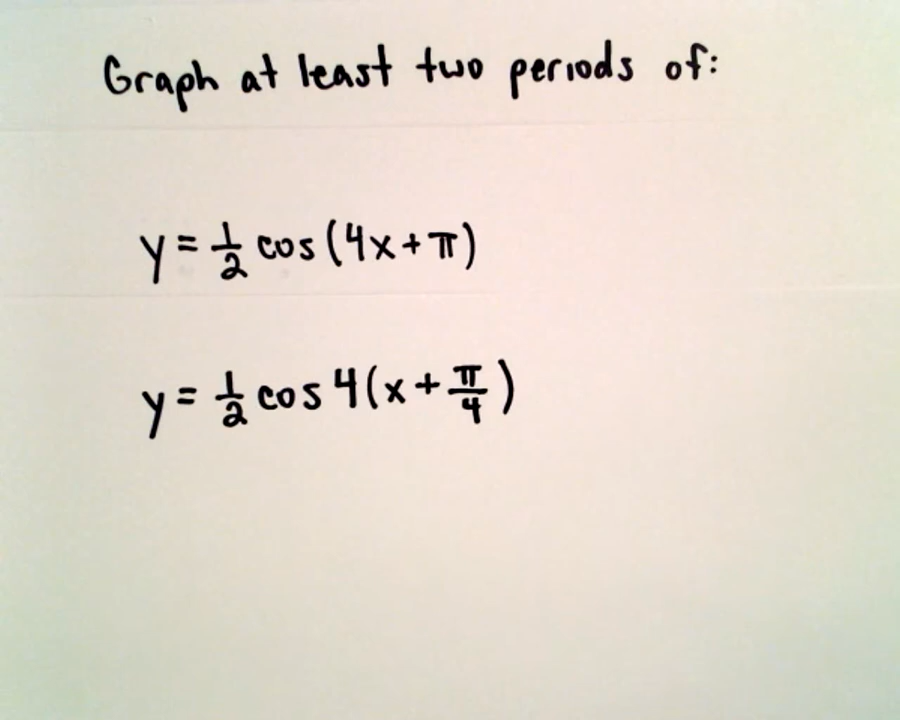 Graph at least two periods of:
y = 1/2 cos(4x + π)
y = 1/2 cos 4(x + π/4)